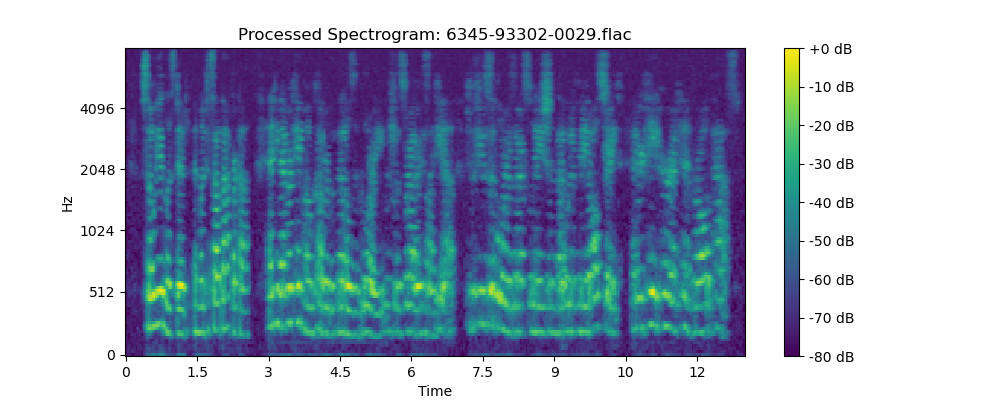 Processed Spectrogram: 6345-93302-0029.flac
Hz
4096
2048
1024
512
0
0 1.5 3 4.5 6 7.5 9 10 12
Time
+0 dB
-10 dB
-20 dB
-30 dB
-40 dB
-50 dB
-60 dB
-70 dB
-80 dB